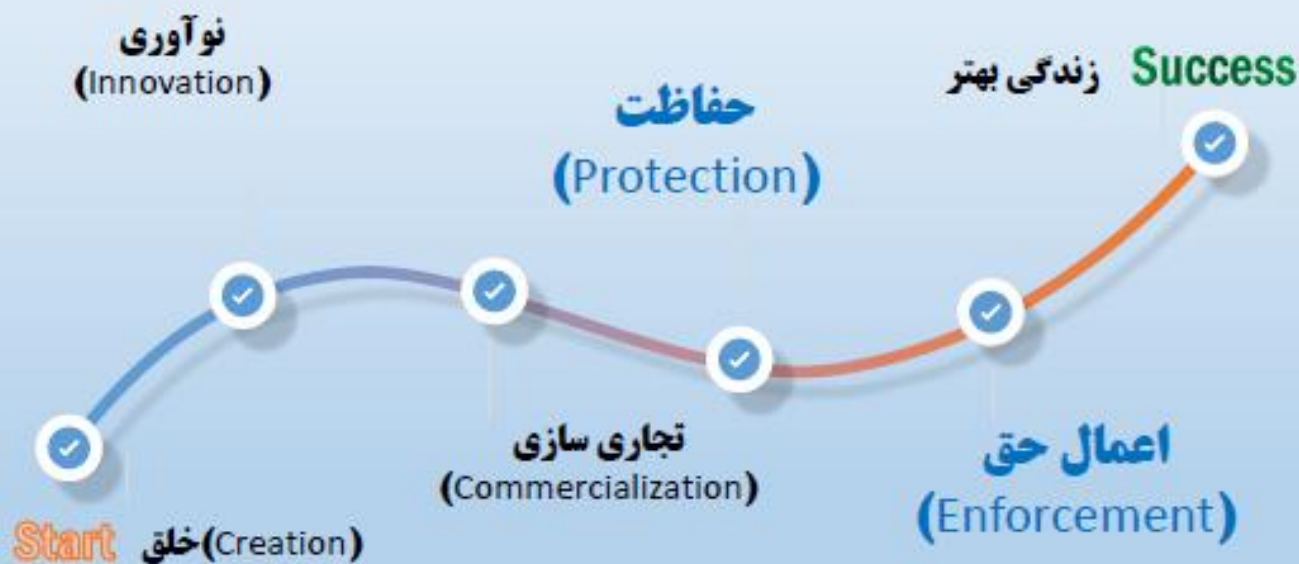 نوآوری
(Innovation)
حفاظت
(Protection)
زندگی بهتر Success
تجاری سازی
(Commercialization)
اعمال حق
(Enforcement)
Start خلق(Creation)